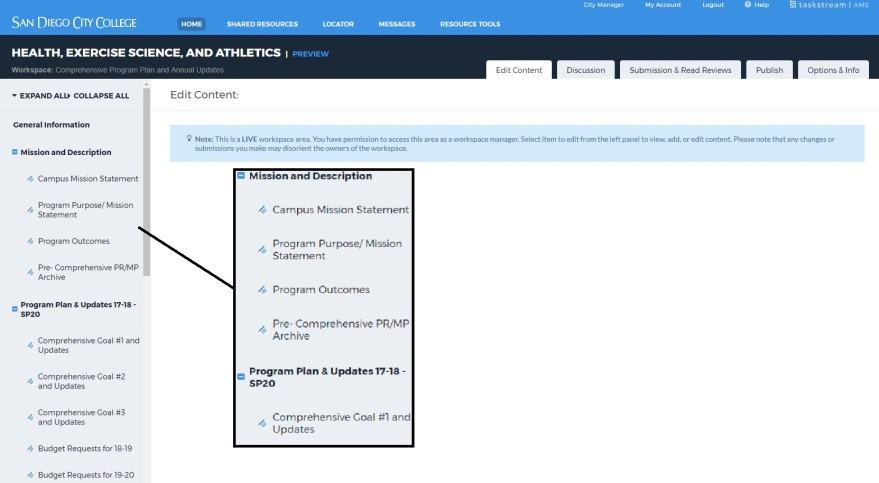 City Manager My Account Logout Help taskstream | AMS
SAN DIEGO CITY COLLEGE HOME SHARED RESOURCES LOCATOR MESSAGES RESOURCE TOOLS
HEALTH, EXERCISE SCIENCE, AND ATHLETICS | PREVIEW
Workspace: Comprehensive Program Plan and Annual Updates
Edit Content Discussion Submission & Read Reviews Publish Options & Info
EXPAND ALL COLLAPSE ALL
General Information
Mission and Description
Campus Mission Statement
Program Purpose/ Mission
Statement
Program Outcomes
Pre- Comprehensive PR/MP
Archive
Program Plan & Updates 17-18 -
SP20
Comprehensive Goal #1 and
Updates
Comprehensive Goal #2
and Updates
Comprehensive Goal #3
and Updates
Budget Requests for 18-19
Budget Requests for 19-20
Edit Content:
Note: This is a LIVE workspace area. You have permission to access this area as a workspace manager. Select item to edit from the left panel to view, add, or edit content. Please note that any changes or
submissions you make may disorient the owners of the workspace.
Mission and Description
Campus Mission Statement
Program Purpose/ Mission
Statement
Program Outcomes
Pre- Comprehensive PR/MP
Archive
Program Plan & Updates 17-18 -
SP20
Comprehensive Goal #1 and
Updates